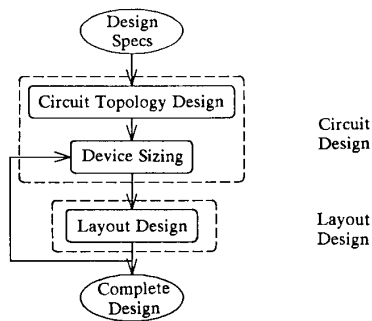 Design
Specs
Circuit Topology Design
Circuit
Design
Device Sizing
Layout Design
Layout
Design
Complete
Design